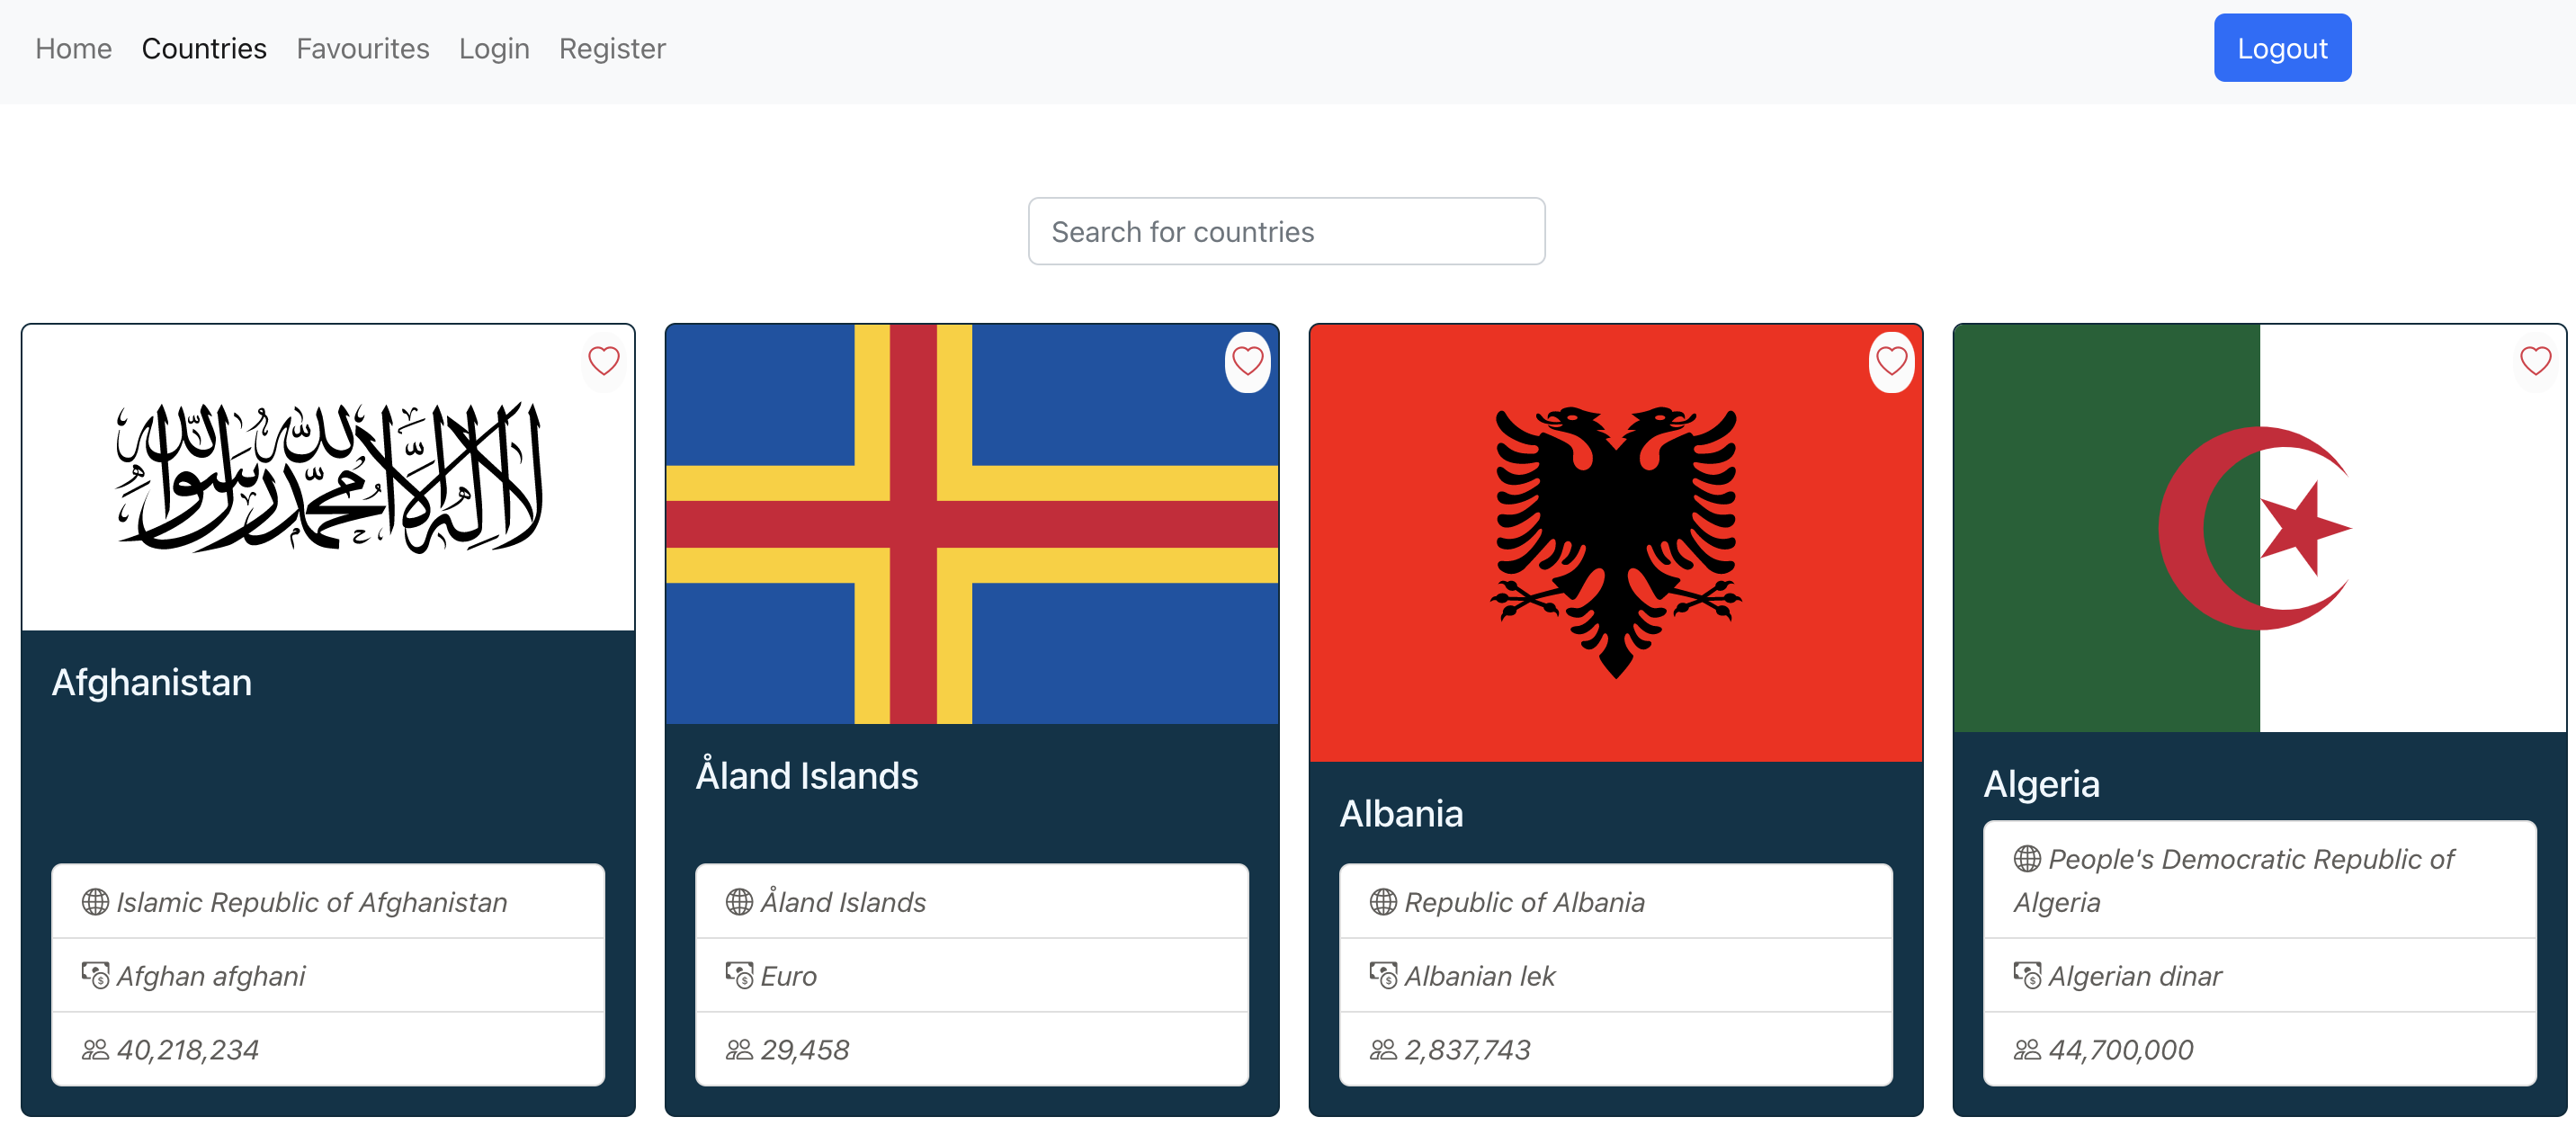 Home Countries Favourites Login Register Logout
Search for countries
لا إله إلا الله محمد رسول الله
Afghanistan
Islamic Republic of Afghanistan
Afghan afghani
40,218,234
Åland Islands
Åland Islands
Euro
29,458
Albania
Republic of Albania
Albanian lek
2,837,743
Algeria
People's Democratic Republic of
Algeria
Algerian dinar
44,700,000